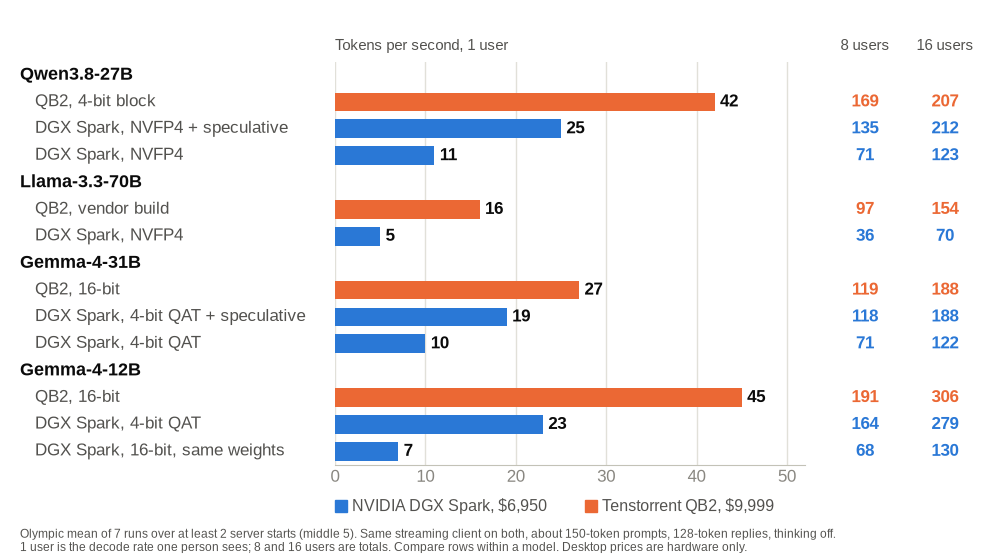 Tokens per second, 1 user 8 users 16 users
Qwen3.8-27B
QB2, 4-bit block 42 169 207
DGX Spark, NVFP4 + speculative 25 135 212
DGX Spark, NVFP4 11 71 123
Llama-3.3-70B
QB2, vendor build 16 97 154
DGX Spark, NVFP4 5 36 70
Gemma-4-31B
QB2, 16-bit 27 119 188
DGX Spark, 4-bit QAT + speculative 19 118 188
DGX Spark, 4-bit QAT 10 71 122
Gemma-4-12B
QB2, 16-bit 45 191 306
DGX Spark, 4-bit QAT 23 164 279
DGX Spark, 16-bit, same weights 7 68 130
0 10 20 30 40 50
NVIDIA DGX Spark, $6,950 Tenstorrent QB2, $9,999
Olympic mean of 7 runs over at least 2 server starts (middle 5). Same streaming client on both, about 150-token prompts, 128-token replies, thinking off.
1 user is the decode rate one person sees; 8 and 16 users are totals. Compare rows within a model. Desktop prices are hardware only.